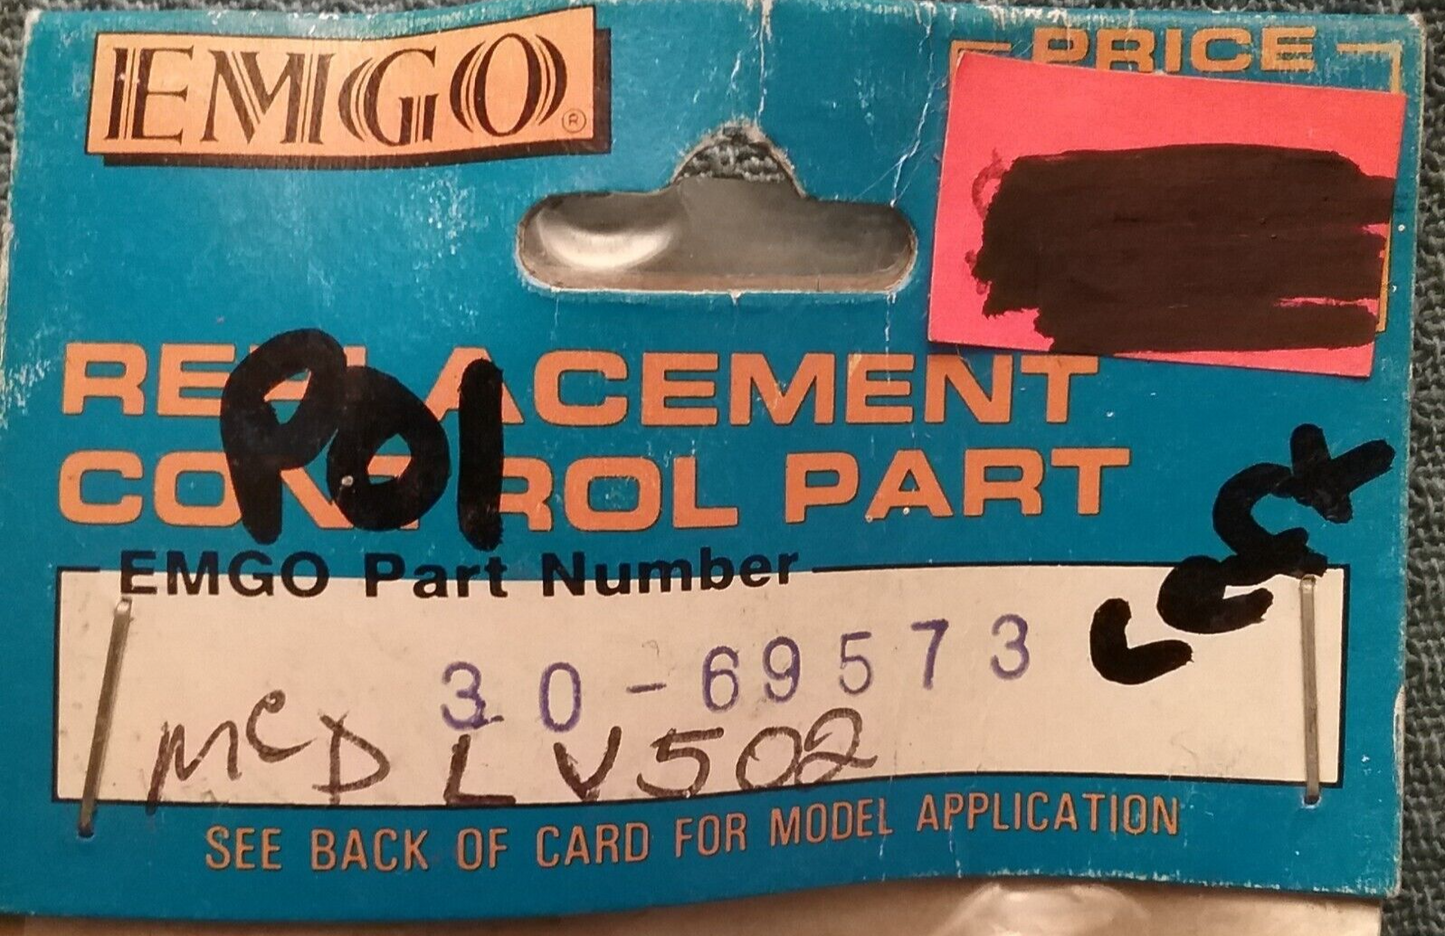 EMGO®
PRICE
REPLACEMENT
CONTROL PART
POI
EMGO Part Number
30-69573
McD LV502
SEE BACK OF CARD FOR MODEL APPLICATION